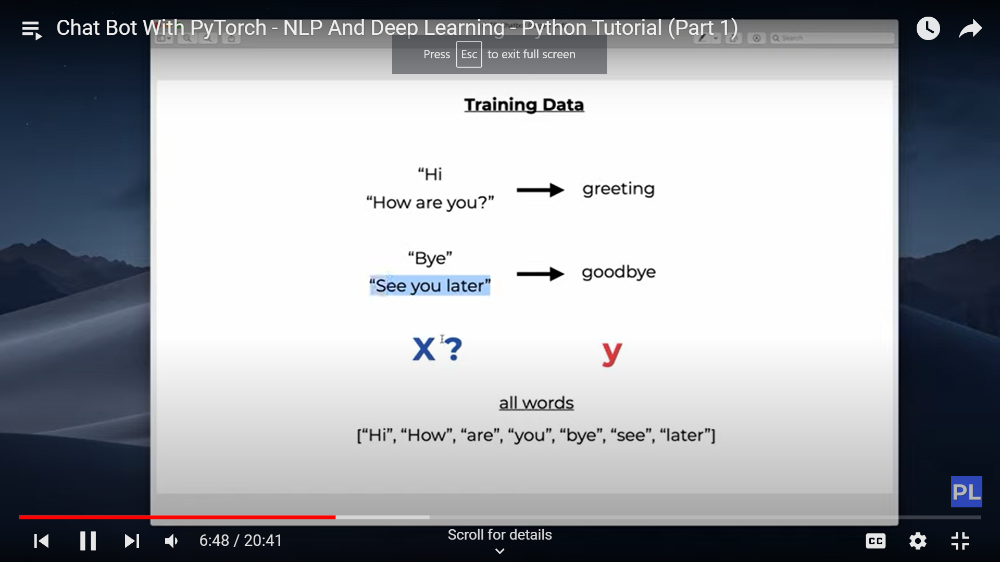 Chat Bot With PyTorch - NLP And Deep Learning - Python Tutorial (Part 1)
Search
Press Esc to exit full screen
Training Data
“Hi
“How are you?”
greeting
“Bye”
“See you later”
goodbye
X ?
y
all words
[“Hi”, “How”, “are”, “you”, “bye”, “see”, “later”]
PL
6:48 / 20:41
Scroll for details
CC